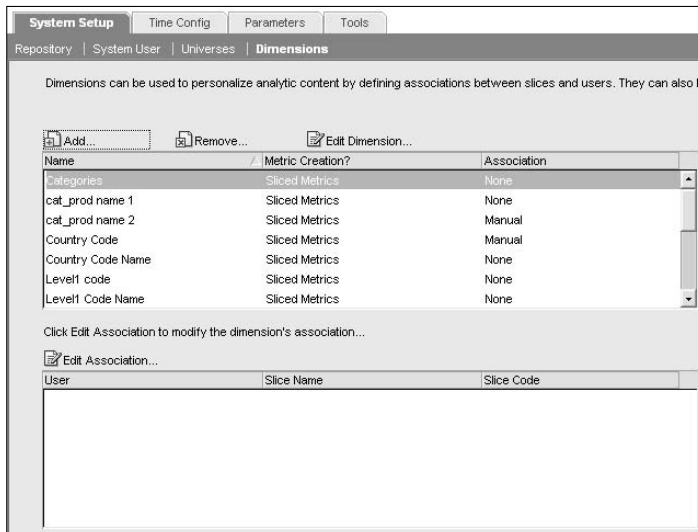 System Setup Time Config Parameters Tools
Repository | System User | Universes | Dimensions
Dimensions can be used to personalize analytic content by defining associations between slices and users. They can also
Add... Remove... Edit Dimension...
Name Metric Creation? Association
Categories Sliced Metrics None
cat_prod name 1 Sliced Metrics None
cat_prod name 2 Sliced Metrics Manual
Country Code Sliced Metrics Manual
Country Code Name Sliced Metrics None
Level1 code Sliced Metrics None
Level1 Code Name Sliced Metrics None
Click Edit Association to modify the dimension's association...
Edit Association...
User Slice Name Slice Code